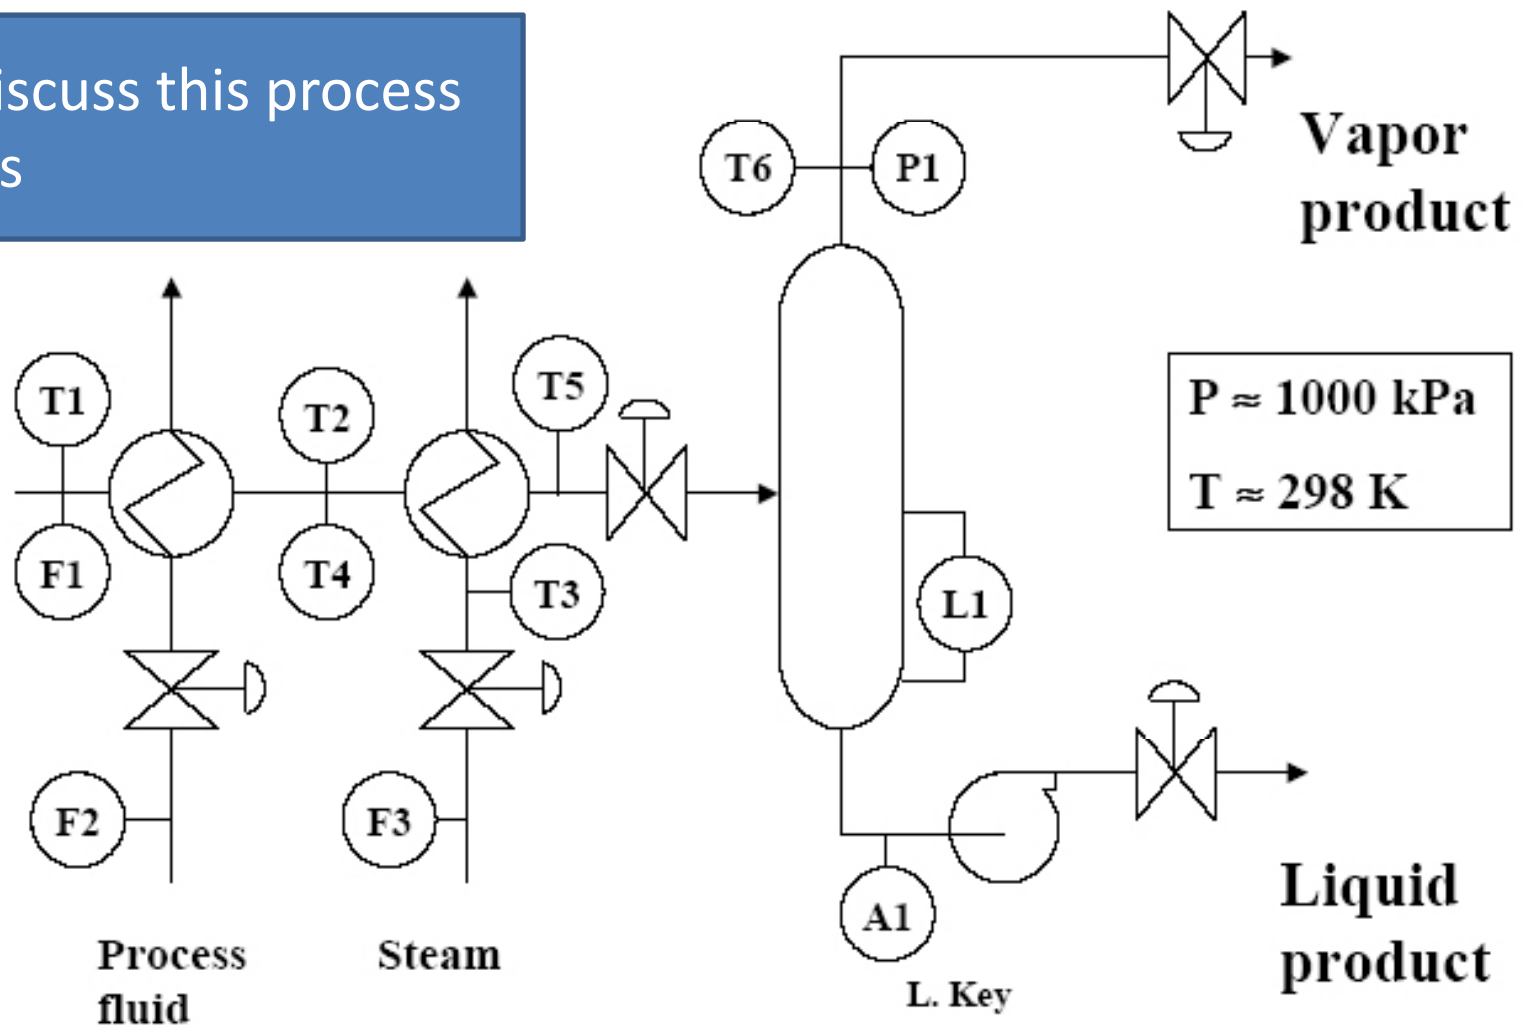 iscuss this process
s
T6
P1
Vapor
product
T1
T2
T5
P ≈ 1000 kPa
T ≈ 298 K
F1
T4
T3
L1
F2
F3
A1
Process
fluid
Steam
L. Key
Liquid
product